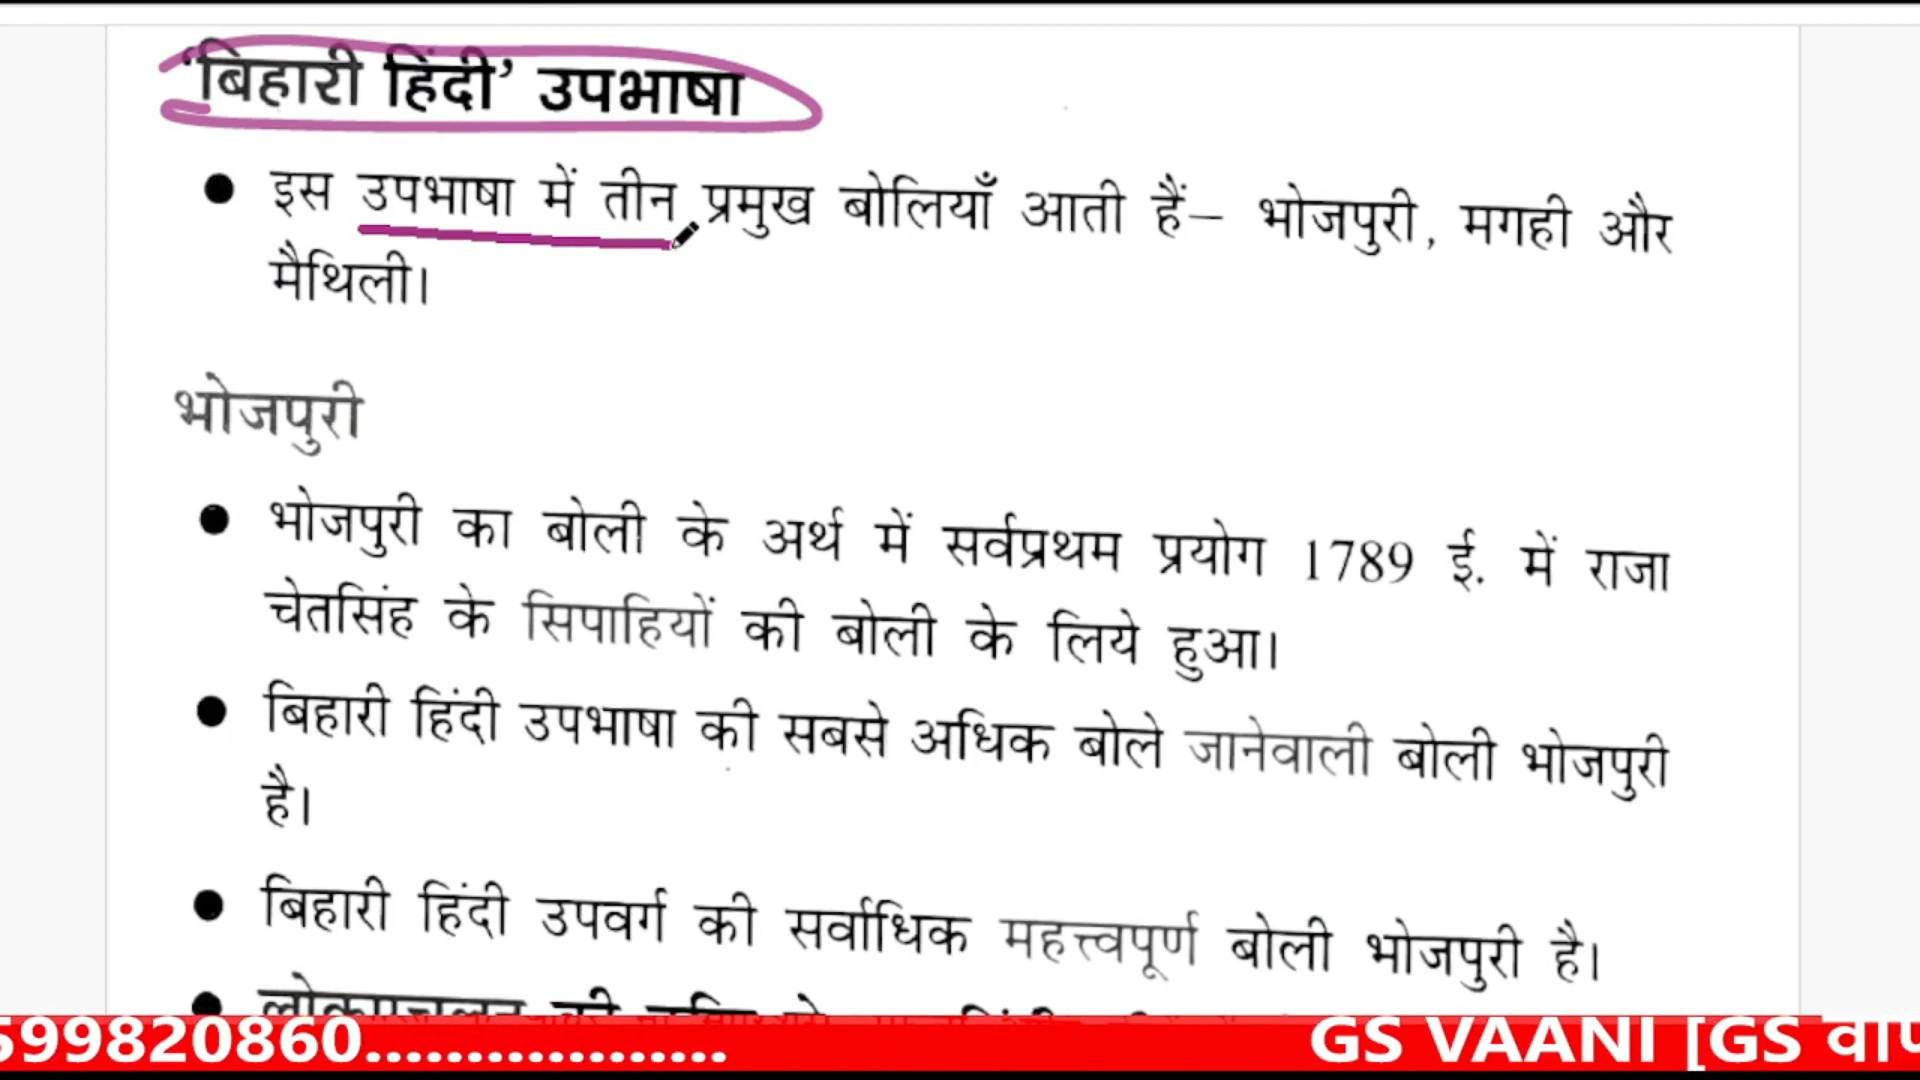 ‘बिहारी हिंदी’ उपभाषा
● इस उपभाषा में तीन प्रमुख बोलियाँ आती हैं– भोजपुरी, मगही और
मैथिली।
भोजपुरी
● भोजपुरी का बोली के अर्थ में सर्वप्रथम प्रयोग 1789 ई. में राजा
चेतसिंह के सिपाहियों की बोली के लिये हुआ।
● बिहारी हिंदी उपभाषा की सबसे अधिक बोले जानेवाली बोली भोजपुरी
है।
● बिहारी हिंदी उपवर्ग की सर्वाधिक महत्त्वपूर्ण बोली भोजपुरी है।
599820860.................. GS VAANI [GS